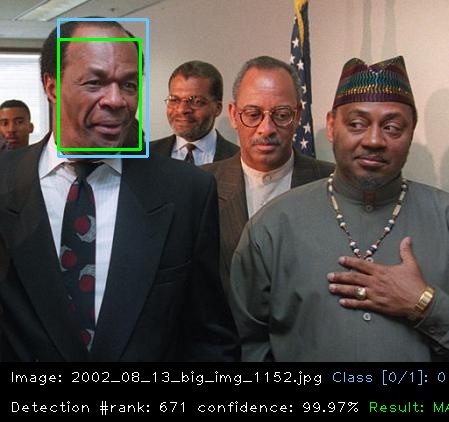 Image: 2002_08_13_big_img_1152.jpg Class [0/1]: 0
Detection #rank: 671 confidence: 99.97% Result: MA